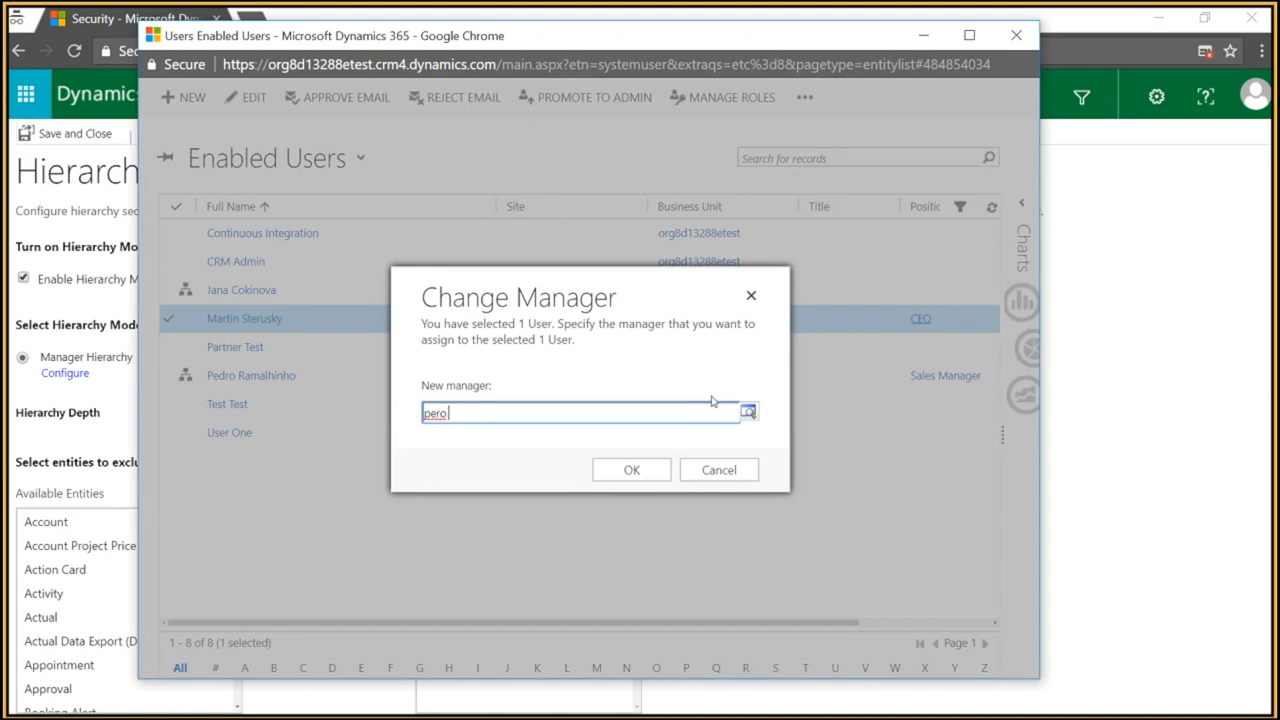 Security - Microsoft Dyn
Users Enabled Users - Microsoft Dynamics 365 - Google Chrome
Secure https://org8d13288etest.crm4.dynamics.com/main.aspx?etn=systemuser&extraqs=etc%3d8&pagetype=entitylist#484854034
Dynamics
NEW EDIT APPROVE EMAIL REJECT EMAIL PROMOTE TO ADMIN MANAGE ROLES •••
Save and Close
Hierarch
Enabled Users
Search for records
Configure hierarchy sec
Full Name Site Business Unit Title Positic
Turn on Hierarchy Mo
Continuous Integration org8d13288etest
Charts
CRM Admin org8d13288etest
Enable Hierarchy M
Jana Cokinova
Martin Sterusky CEO
Select Hierarchy Mode
Partner Test
Manager Hierarchy
Configure
Pedro Ramalhinho Sales Manager
Test Test
Hierarchy Depth
User One
Change Manager
You have selected 1 User. Specify the manager that you want to
assign to the selected 1 User.
New manager:
pero
OK Cancel
Select entities to exclu
Available Entities
Account
Account Project Price
Action Card
Activity
Actual
Actual Data Export (D
Appointment
Approval
Booking Alert
1 - 8 of 8 (1 selected) Page 1
All # A B C D E F G H I J K L M N O P Q R S T U V W X Y Z